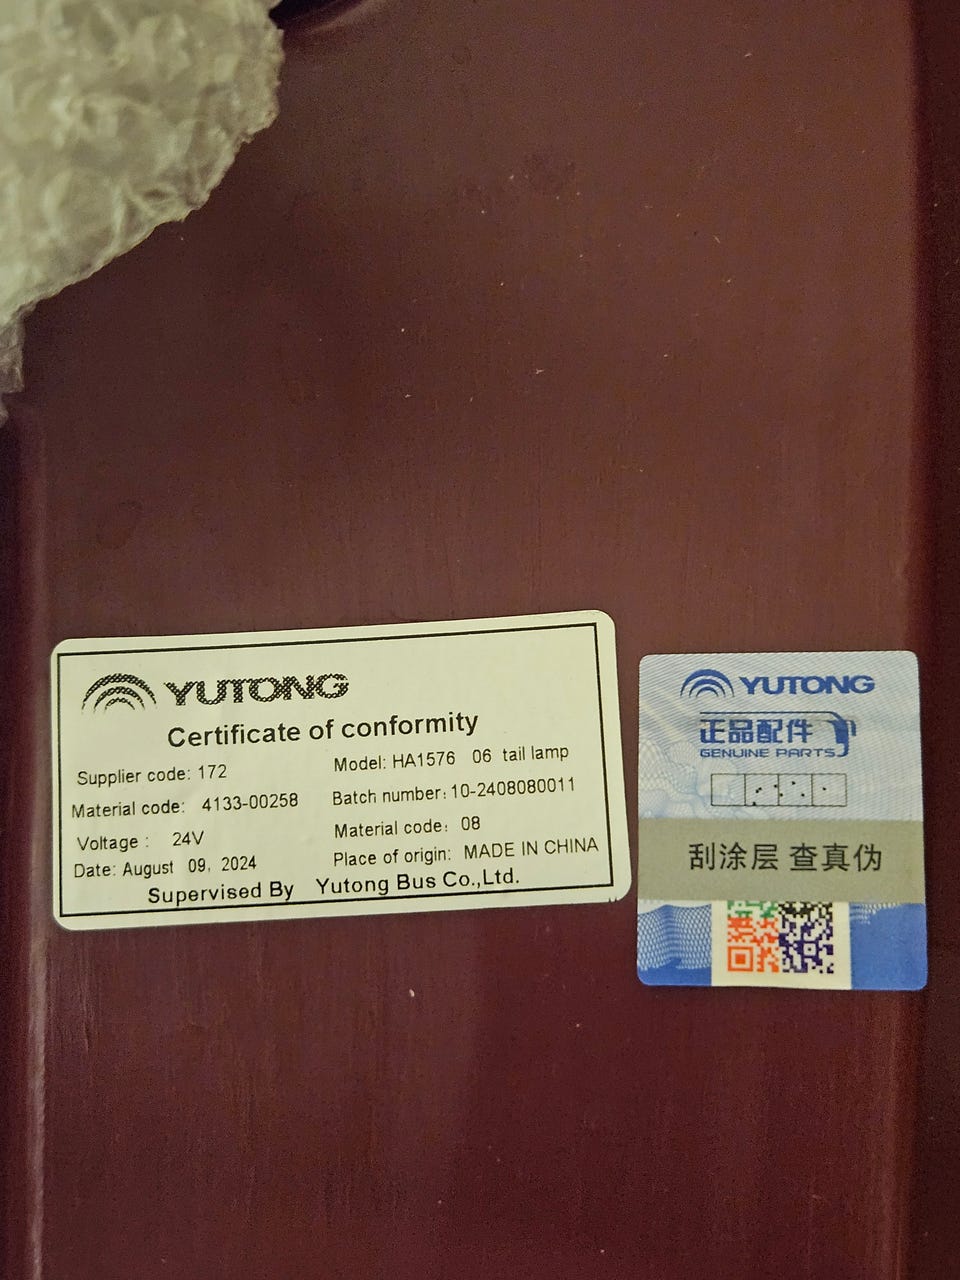 YUTONG
Certificate of conformity
Supplier code: 172
Model: HA1576 06 tail lamp
Material code: 4133-00258
Batch number: 10-2408080011
Voltage : 24V
Material code: 08
Date: August 09, 2024
Place of origin: MADE IN CHINA
Supervised By Yutong Bus Co.,Ltd.
YUTONG
正品配件
GENUINE PARTS
刮涂层 查真伪